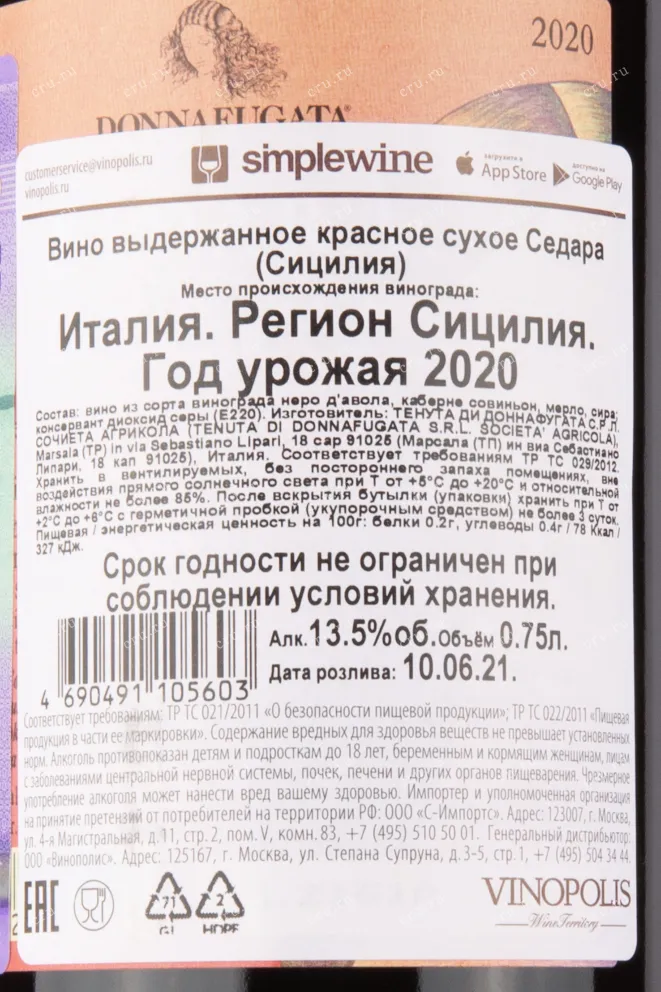 2020
DONNAFUGATA
customerservice@vinopolis.ru
vinopolis.ru
simplewine
загрузите в
App Store
доступно на
Google Play
Вино выдержанное красное сухое Седара
(Сицилия)
Место происхождения винограда:
Италия. Регион Сицилия.
Год урожая 2020
Состав: вино из сорта винограда неро д'авола, каберне совиньон, мерло, сира;
консервант диоксид серы (Е220). Изготовитель: ТЕНУТА ДИ ДОННАФУГАТА С.Р.Л.
СОЧИЕТА АГРИКОЛА (TENUTA DI DONNAFUGATA S.R.L. SOCIETA' AGRICOLA),
Marsala (TP) in via Sebastiano Lipari, 18 cap 91025 (Марсала (ТП) ин виа Себастиано
Липари, 18 кап 91025), Италия. Соответствует требованиям ТР ТС 029/2012.
Хранить в вентилируемых, без постороннего запаха помещениях, вне
воздействия прямого солнечного света при Т от +5°С до +20°С и относительной
влажности не более 85%. После вскрытия бутылки (упаковки) хранить при Т от
+2°С до +6°С с герметичной пробкой (укупорочным средством) не более 3 суток.
Пищевая / энергетическая ценность на 100г: белки 0.2г, углеводы 0.4г / 78 Ккал /
327 кДж.
Срок годности не ограничен при
соблюдении условий хранения.
Алк. 13.5%об. Объём 0.75л.
Дата розлива: 10.06.21.
4 690491 105603
Соответствует требованиям: ТР ТС 021/2011 «О безопасности пищевой продукции»; ТР ТС 022/2011 «Пищевая
продукция в части ее маркировки». Содержание вредных для здоровья веществ не превышает установленных
норм. Алкоголь противопоказан детям и подросткам до 18 лет, беременным и кормящим женщинам, лицам
с заболеваниями центральной нервной системы, почек, печени и других органов пищеварения. Чрезмерное
употребление алкоголя может нанести вред вашему здоровью. Импортер и уполномоченная организация
на принятие претензий от потребителей на территории РФ: ООО «С-Импортс». Адрес: 123007, г. Москва,
ул. 4-я Магистральная, д.11, стр. 2, пом. V, комн. 83, +7 (495) 510 50 01. Генеральный дистрибьютор:
ООО «Винополис». Адрес: 125167, г. Москва, ул. Степана Супруна, д.3-5, стр.1, +7 (495) 504 34 44.
EAC
71
GL
2
HDPE
VINOPOLIS
Wine Territory
cru.ru